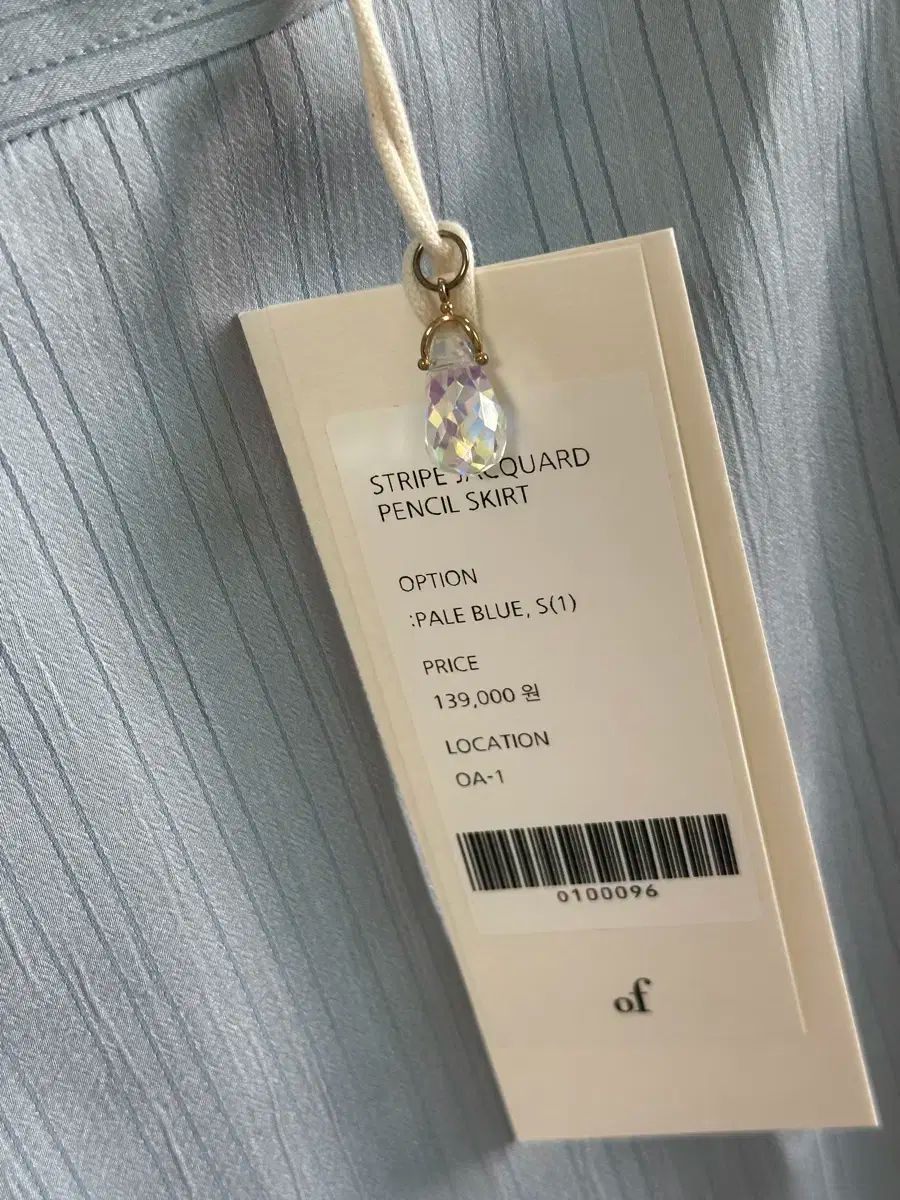 STRIPE JACQUARD
PENCIL SKIRT
OPTION
:PALE BLUE, S(1)
PRICE
139,000 원
LOCATION
OA-1
0100096
of